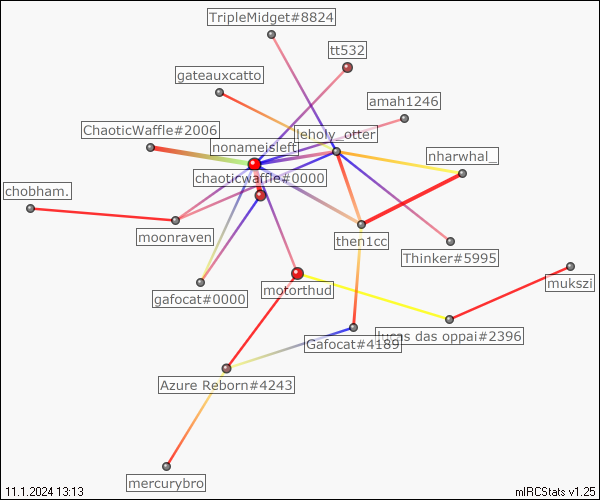 TripleMidget#8824
tt532
gateauxcatto
amah1246
ChaoticWaffle#2006
leholy_otter
nonameisleft
nharwhal_
chaoticwaffle#0000
chobham.
moonraven
then1cc
Thinker#5995
mukszi
motorthud
gafocat#0000
lucas das oppai#2396
Gafocat#4189
Azure Reborn#4243
mercurybro
11.1.2024 13:13
mIRCStats v1.25